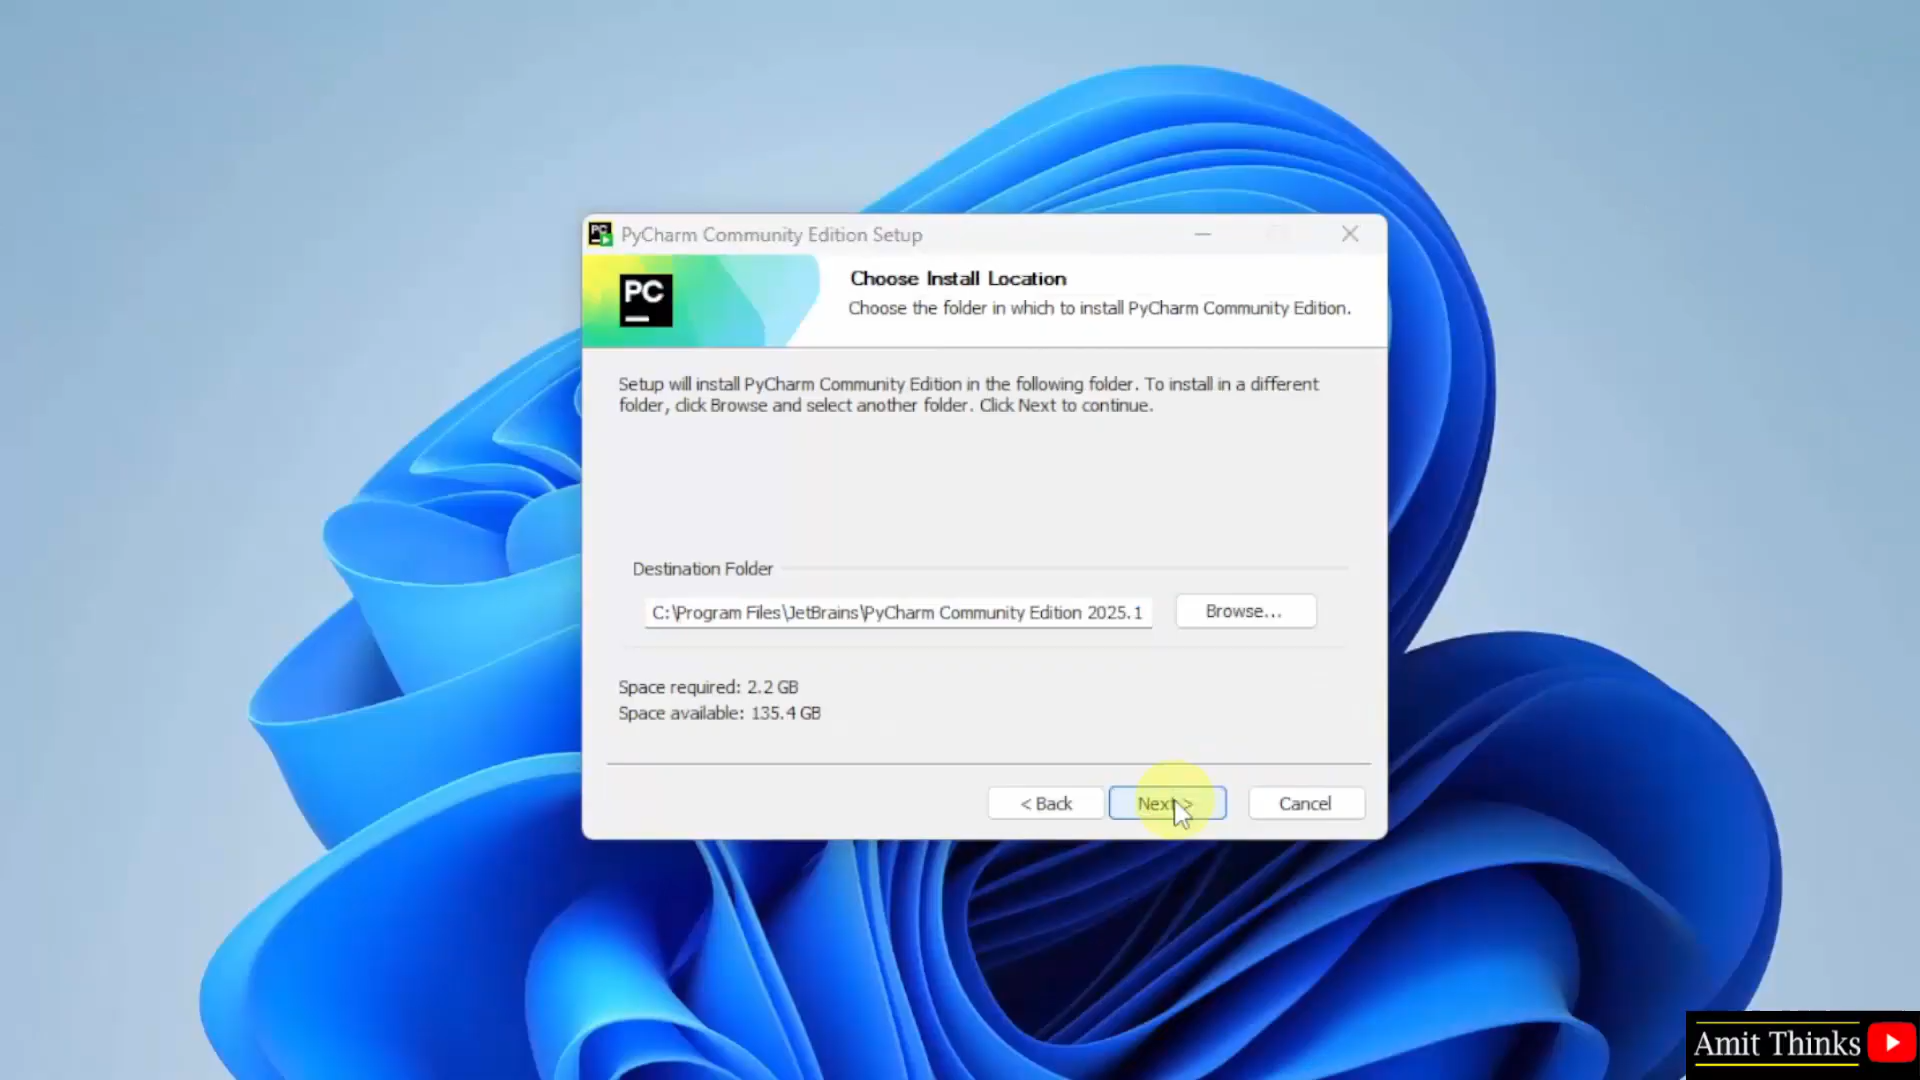 PC
PyCharm Community Edition Setup
PC
Choose Install Location
Choose the folder in which to install PyCharm Community Edition.
Setup will install PyCharm Community Edition in the following folder. To install in a different
folder, click Browse and select another folder. Click Next to continue.
Destination Folder
C:\Program Files\JetBrains\PyCharm Community Edition 2025.1
Browse...
Space required: 2.2 GB
Space available: 135.4 GB
< Back
Next >
Cancel
Amit Thinks